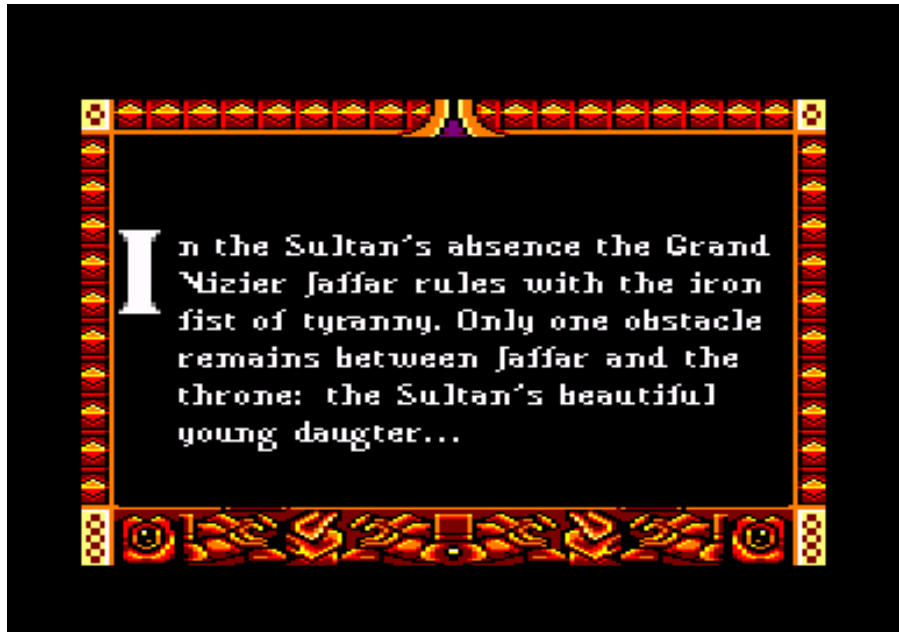 In the Sultan's absence the Grand
Vizier Jaffar rules with the iron
fist of tyranny. Only one obstacle
remains between Jaffar and the
throne: the Sultan's beautiful
young daugter...